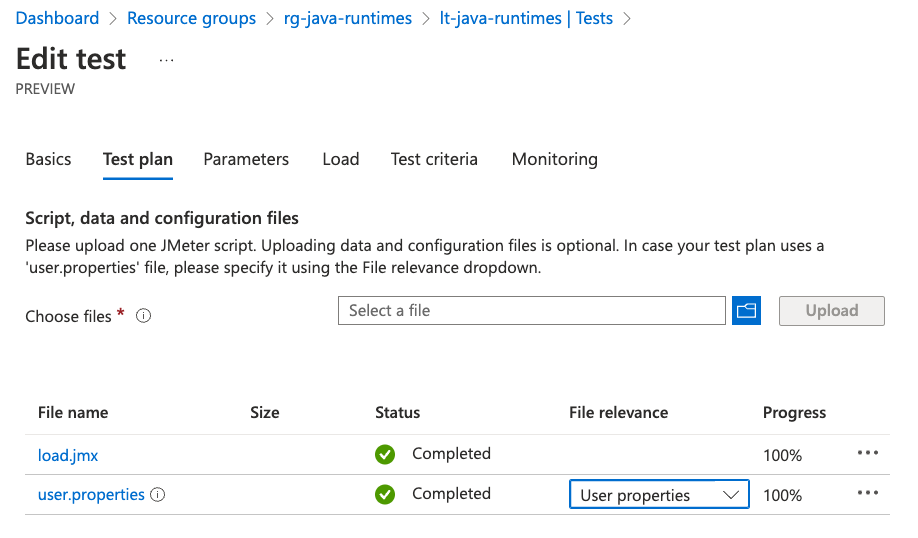 Dashboard > Resource groups > rg-java-runtimes > lt-java-runtimes | Tests >
Edit test ...
PREVIEW
Basics Test plan Parameters Load Test criteria Monitoring
Script, data and configuration files
Please upload one JMeter script. Uploading data and configuration files is optional. In case your test plan uses a
'user.properties' file, please specify it using the File relevance dropdown.
Choose files * Select a file Upload
File name Size Status File relevance Progress
load.jmx Completed 100% ...
user.properties Completed User properties 100% ...